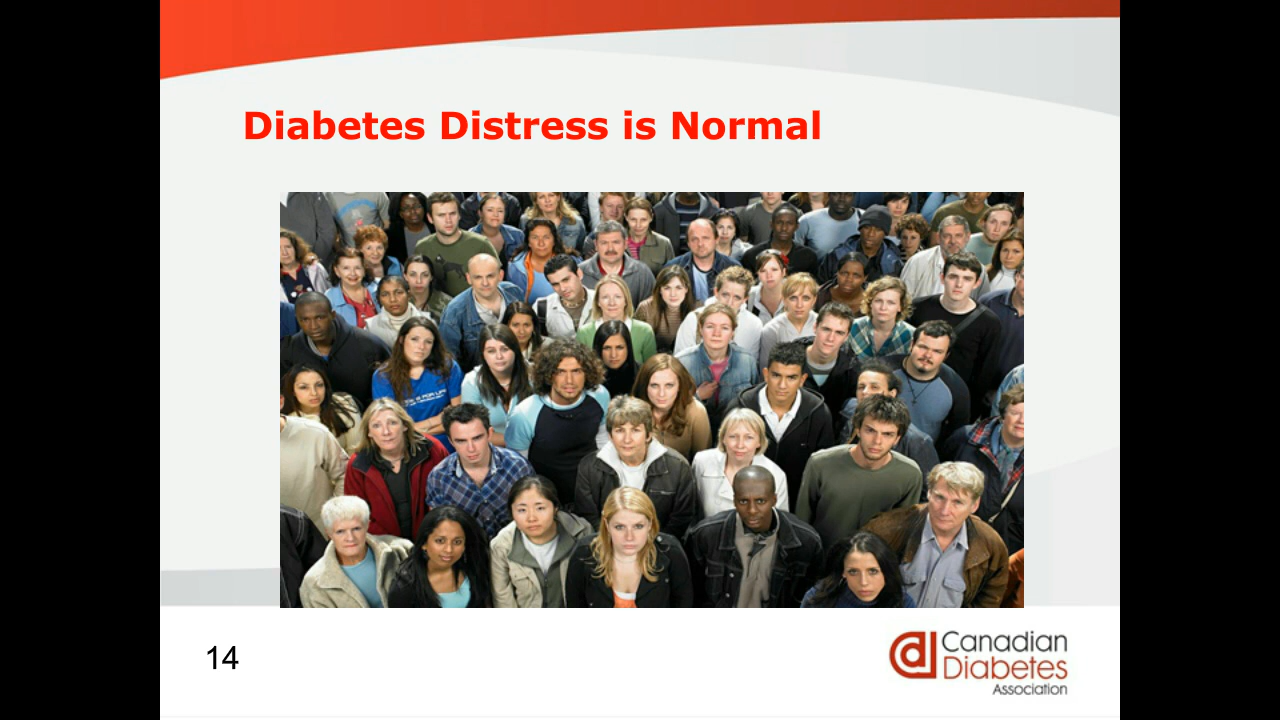 Diabetes Distress is Normal
14
Canadian
Diabetes
Association